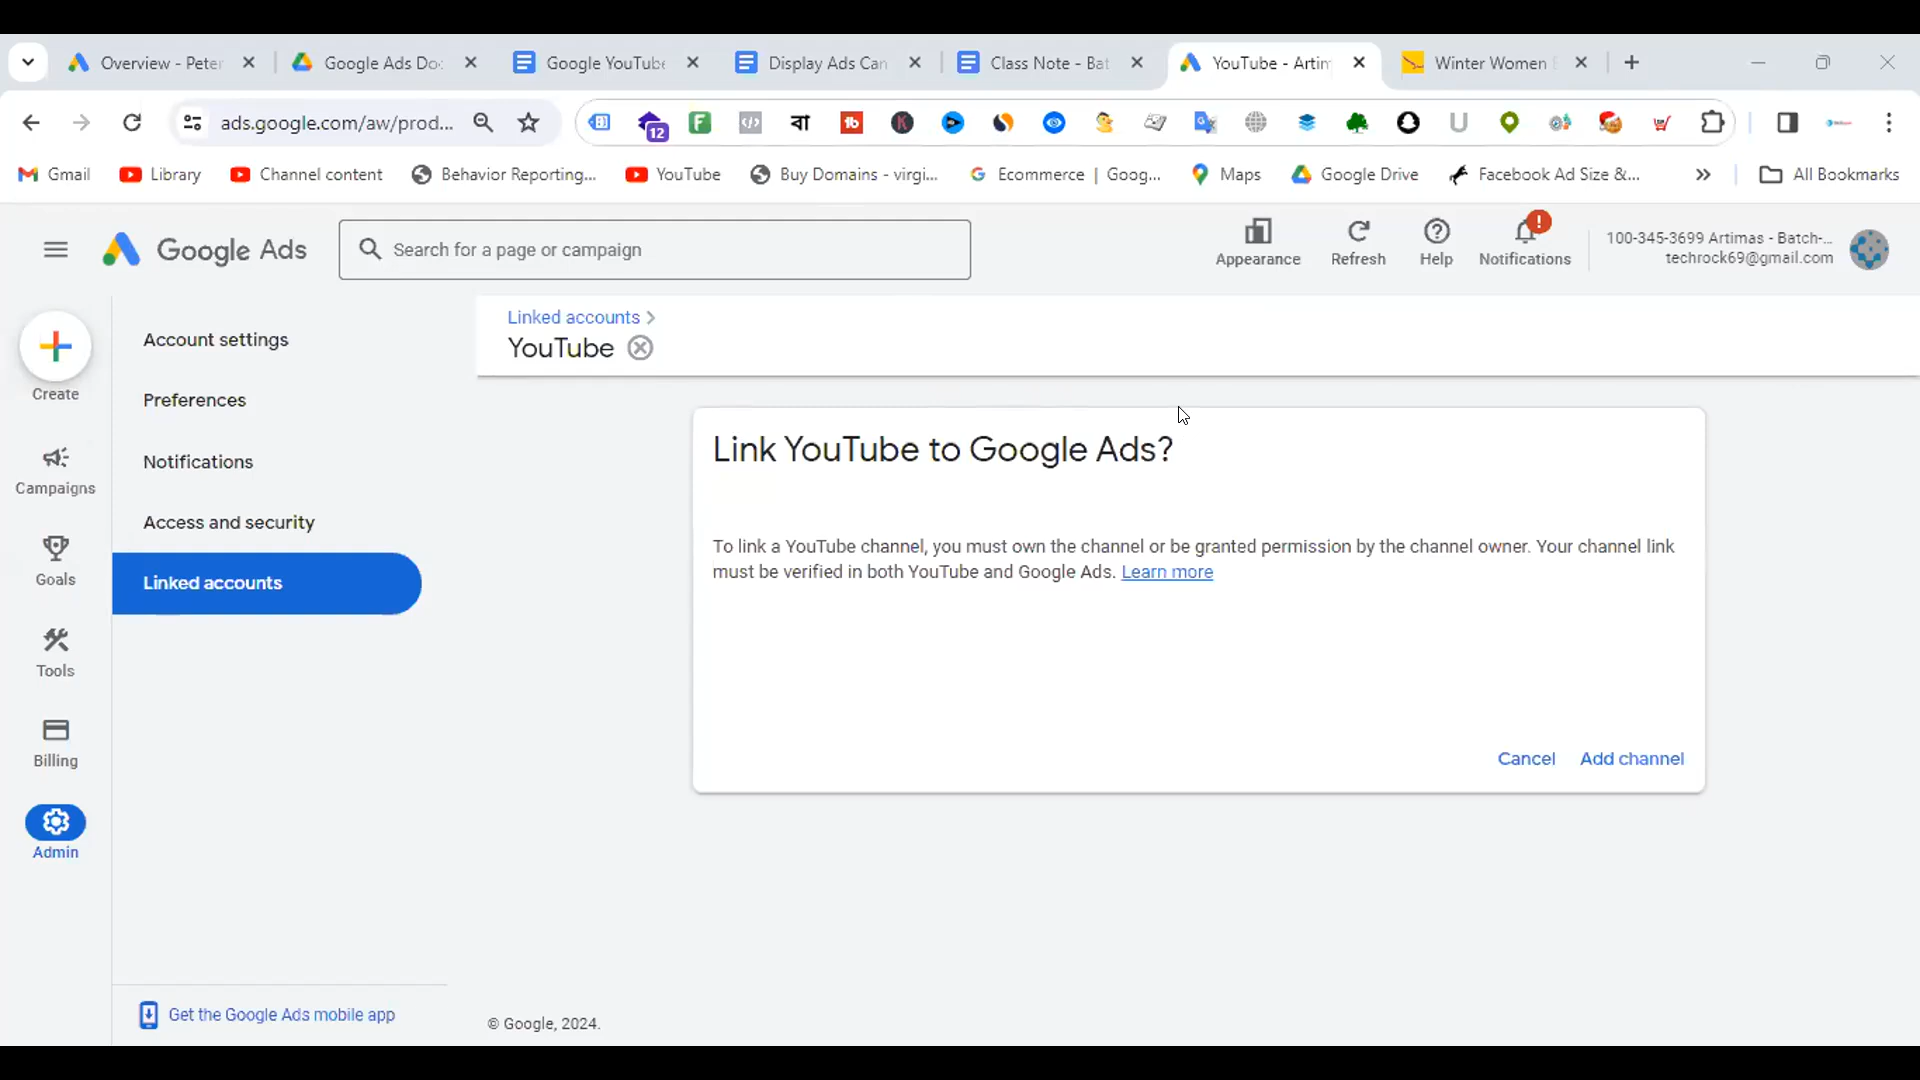 Overview - Peter
Google Ads Do
Google YouTube
Display Ads Can
Class Note - Bat
YouTube - Artim
Winter Women
ads.google.com/aw/prod...
12
বা
Gmail
Library
Channel content
Behavior Reporting...
YouTube
Buy Domains - virgi...
Ecommerce | Goog...
Maps
Google Drive
Facebook Ad Size &...
All Bookmarks
Google Ads
Search for a page or campaign
Appearance
Refresh
Help
Notifications
100-345-3699 Artimas - Batch-...
techrock69@gmail.com
Create
Campaigns
Goals
Tools
Billing
Admin
Account settings
Preferences
Notifications
Access and security
Linked accounts
Get the Google Ads mobile app
Linked accounts
YouTube
Link YouTube to Google Ads?
To link a YouTube channel, you must own the channel or be granted permission by the channel owner. Your channel link
must be verified in both YouTube and Google Ads. Learn more
Cancel
Add channel
© Google, 2024.